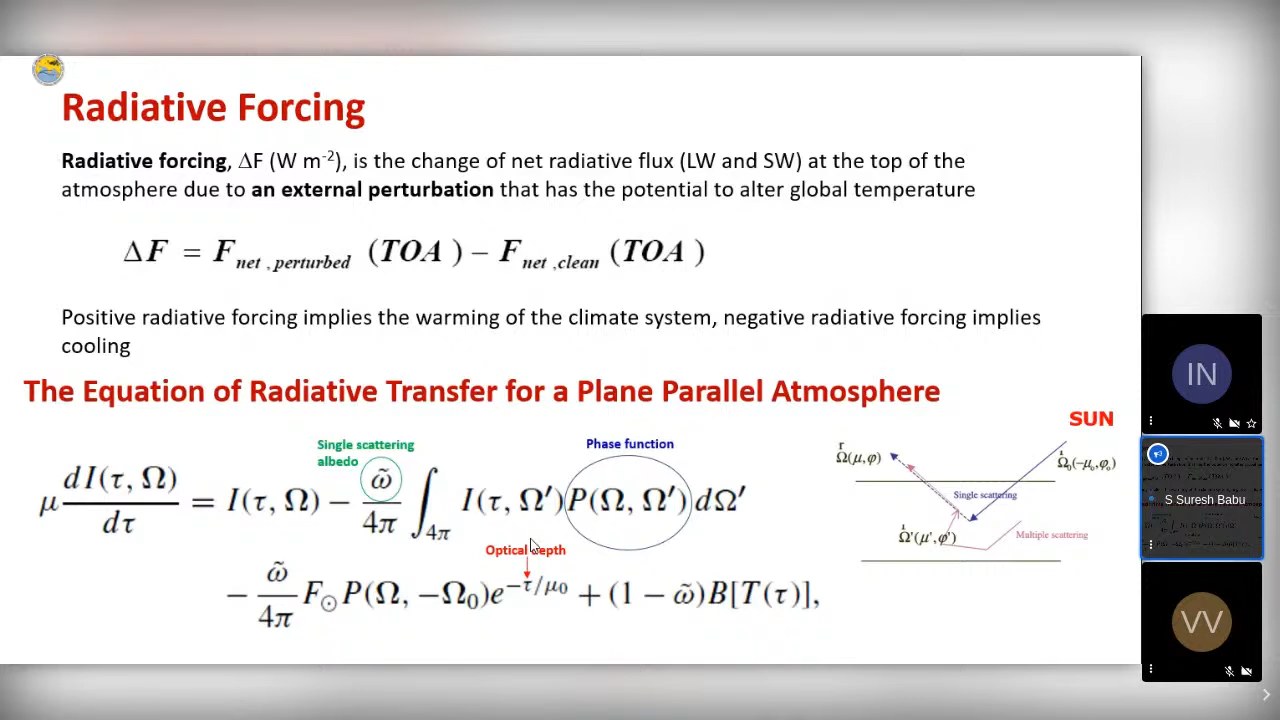 Radiative Forcing
Radiative forcing, ΔF (W m⁻²), is the change of net radiative flux (LW and SW) at the top of the
atmosphere due to an external perturbation that has the potential to alter global temperature
ΔF = F net ,perturbed (TOA ) – F net ,clean (TOA )
Positive radiative forcing implies the warming of the climate system, negative radiative forcing implies
cooling
The Equation of Radiative Transfer for a Plane Parallel Atmosphere
Single scattering
albedo
Phase function
μ dI(τ, Ω)/dτ = I(τ, Ω) − ω̃/4π ∫4π I(τ, Ω′)P(Ω, Ω′)dΩ′
Optical depth
− ω̃/4π F⊙P(Ω, −Ω₀)e^−τ/μ₀ + (1 − ω̃)B[T(τ)],
SUN
r
Ω(μ,φ)
Ω₀(-μ₀,φ₀)
Single scattering
Ω'(μ',φ')
Multiple scattering
IN
S Suresh Babu
VV